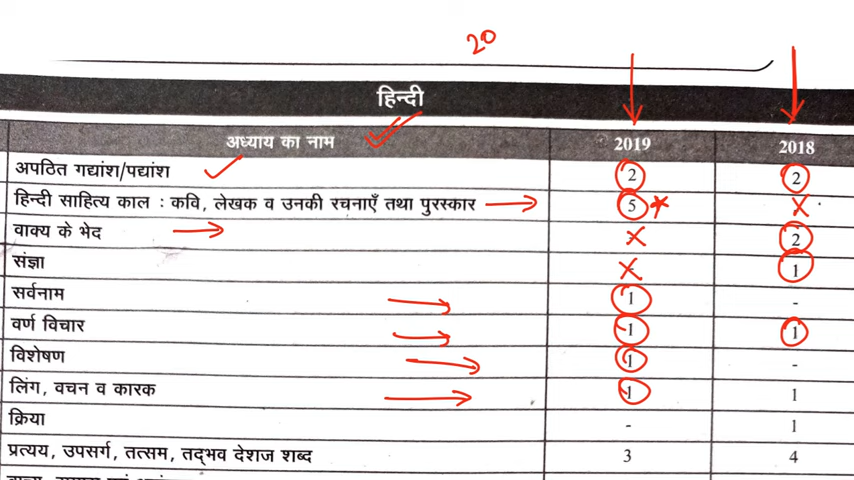 20
हिन्दी
अध्याय का नाम 2019 2018
अपठित गद्यांश/पद्यांश 2 2
हिन्दी साहित्य काल : कवि, लेखक व उनकी रचनाएँ तथा पुरस्कार 5
वाक्य के भेद 2
संज्ञा - 1
सर्वनाम 1 -
वर्ण विचार 1 1
विशेषण 1 -
लिंग, वचन व कारक 1 1
क्रिया - 1
प्रत्यय, उपसर्ग, तत्सम, तद्भव देशज शब्द 3 4